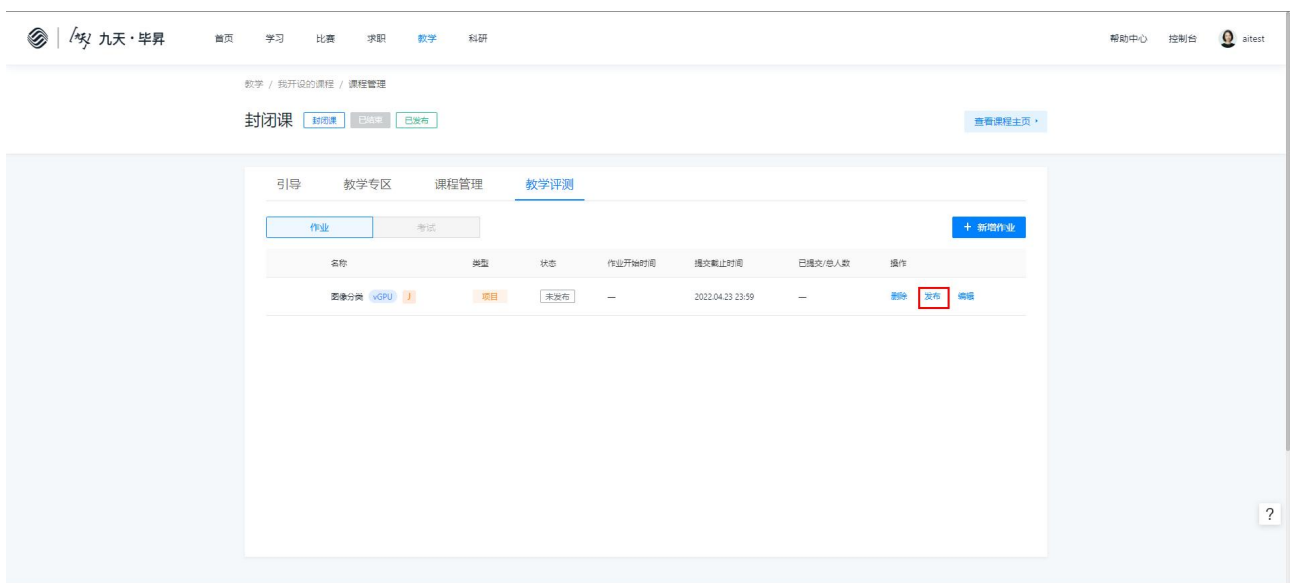 九天·毕昇 首页 学习 比赛 求职 教学 科研 帮助中心 控制台 aitest
教学 / 我开设的课程 / 课程管理
封闭课 封闭课 已结束 已发布 查看课程主页
引导 教学专区 课程管理 教学评测
作业 考试 + 新增作业
名称 类型 状态 作业开始时间 提交截止时间 已提交/总人数 操作
图像分类 vGPU J 项目 未发布 — 2022.04.23 23:59 — 删除 发布 编辑
?